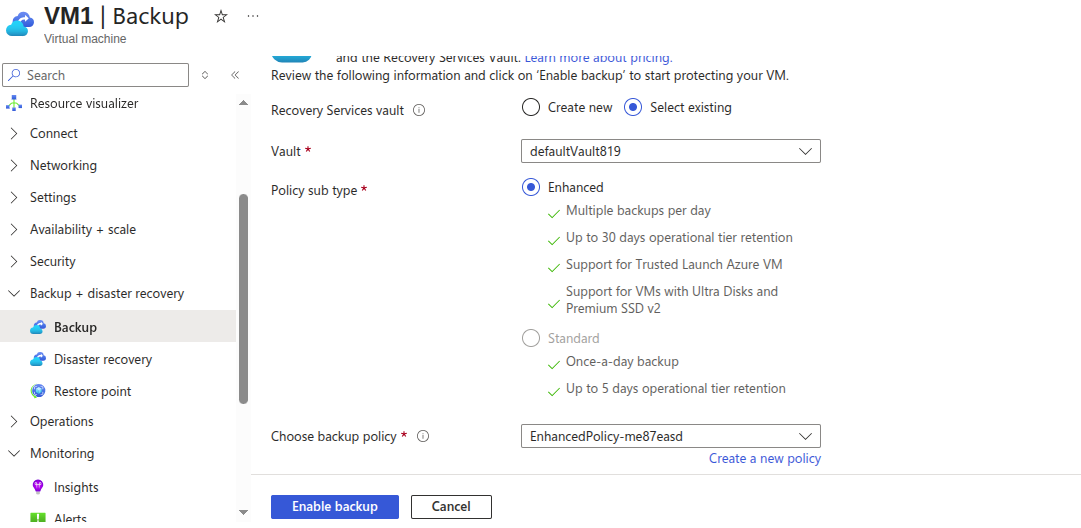 VM1 | Backup
Virtual machine
Search
Resource visualizer
Connect
Networking
Settings
Availability + scale
Security
Backup + disaster recovery
Backup
Disaster recovery
Restore point
Operations
Monitoring
Insights
Alerts
and the Recovery Services Vault. Learn more about pricing.
Review the following information and click on 'Enable backup' to start protecting your VM.
Recovery Services vault
Create new
Select existing
Vault *
defaultVault819
Policy sub type *
Enhanced
Multiple backups per day
Up to 30 days operational tier retention
Support for Trusted Launch Azure VM
Support for VMs with Ultra Disks and
Premium SSD v2
Standard
Once-a-day backup
Up to 5 days operational tier retention
Choose backup policy *
EnhancedPolicy-me87easd
Create a new policy
Enable backup
Cancel